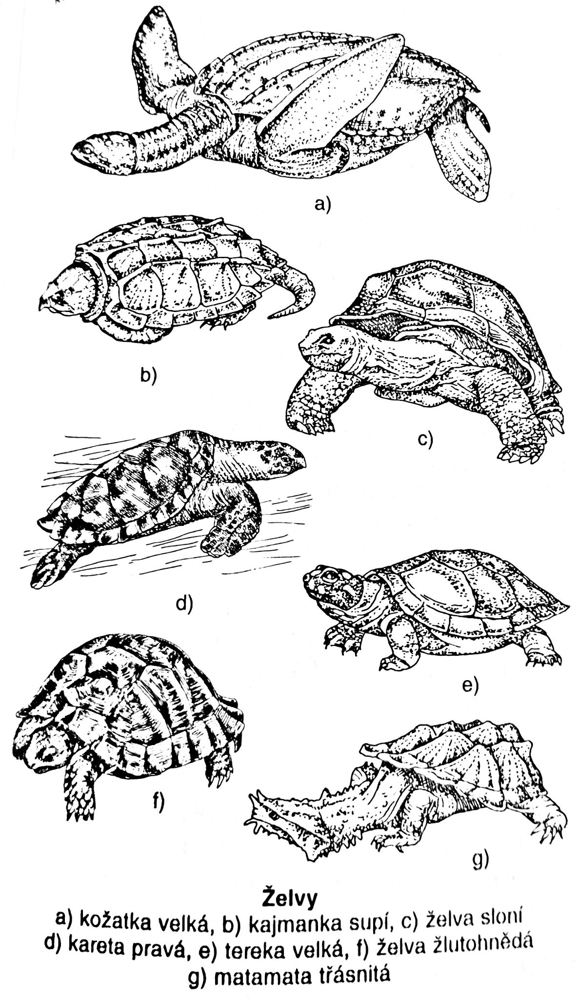 a)
b)
c)
d)
e)
f)
g)
Želvy
a) kožatka velká, b) kajmanka supí, c) želva sloní
d) kareta pravá, e) tereka velká, f) želva žlutohnědá
g) matamata třásnitá